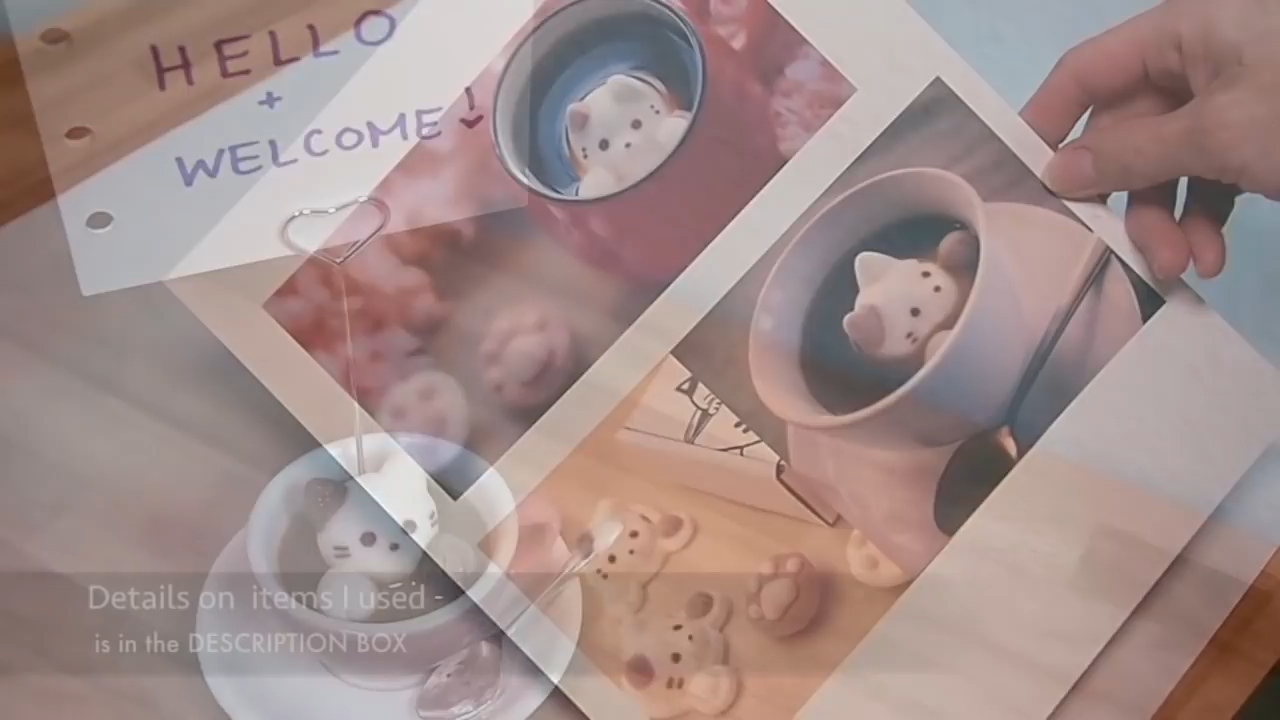 HELLO
+
WELCOME!
Details on items I used -
is in the DESCRIPTION BOX